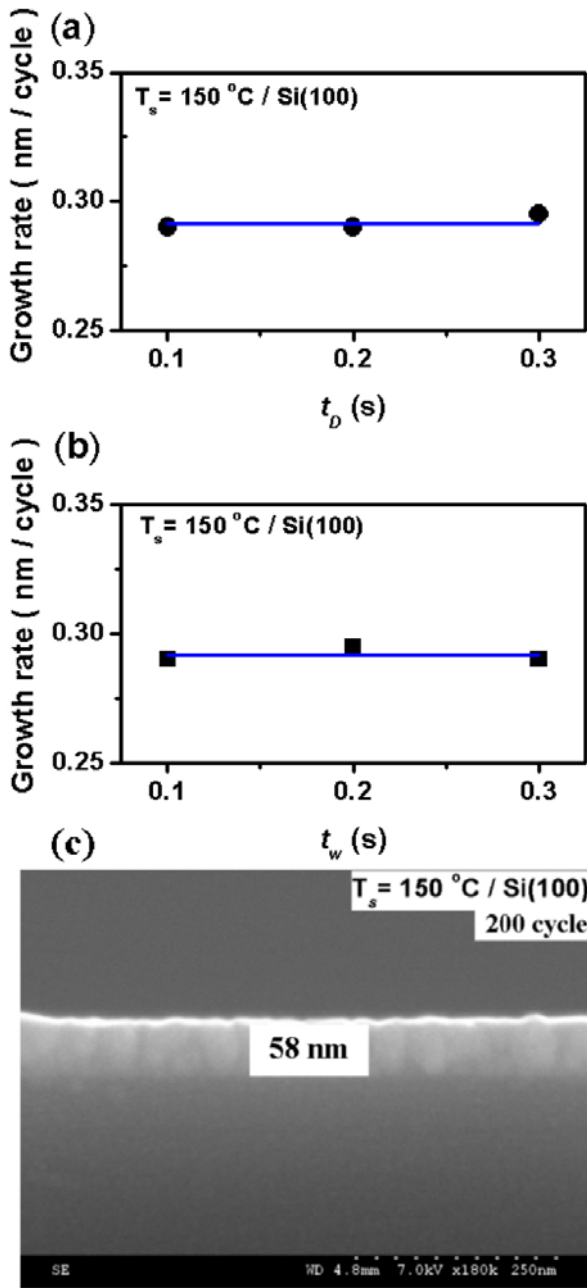 (a)
Growth rate ( nm / cycle )
0.35
0.30
0.25
T_s = 150 °C / Si(100)
0.1 0.2 0.3
t_D (s)
(b)
Growth rate ( nm / cycle )
0.35
0.30
0.25
T_s = 150 °C / Si(100)
0.1 0.2 0.3
t_w (s)
(c)
T_s = 150 °C / Si(100)
200 cycle
58 nm
SE WD 4.8mm 7.0kV x180k 250nm